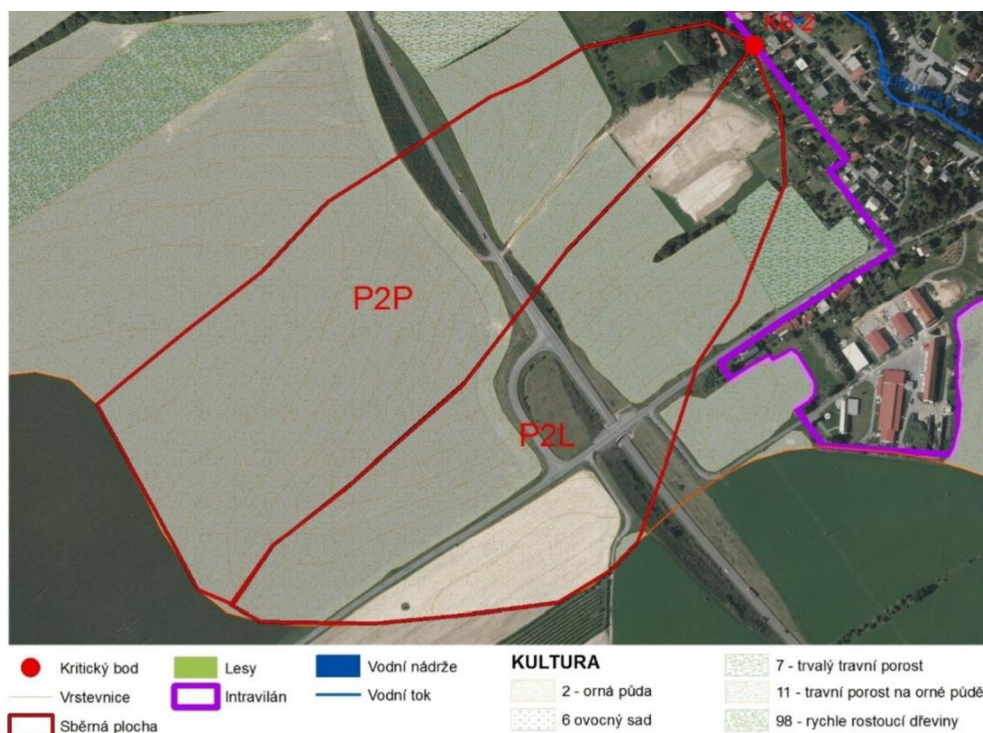 KB-2
P2P
P2L
Kritický bod
Lesy
Vodní nádrže
KULTURA
7 - trvalý travní porost
Vrstevnice
Intravilán
Vodní tok
2 - orná půda
11 - travní porost na orné půdě
Sběrná plocha
6 ovocný sad
98 - rychle rostoucí dřeviny